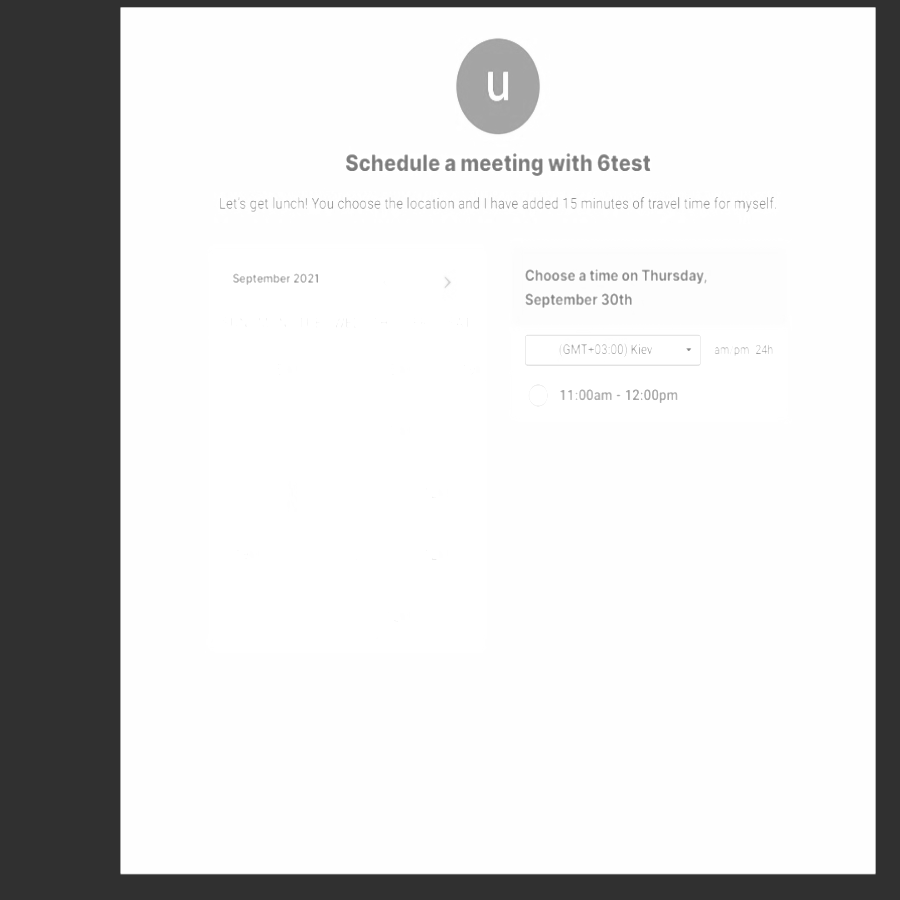 u
Schedule a meeting with 6test
Let's get lunch! You choose the location and I have added 15 minutes of travel time for myself.
September 2021
Choose a time on Thursday,
September 30th
(GMT+03:00) Kiev
am pm 24h
11:00am - 12:00pm